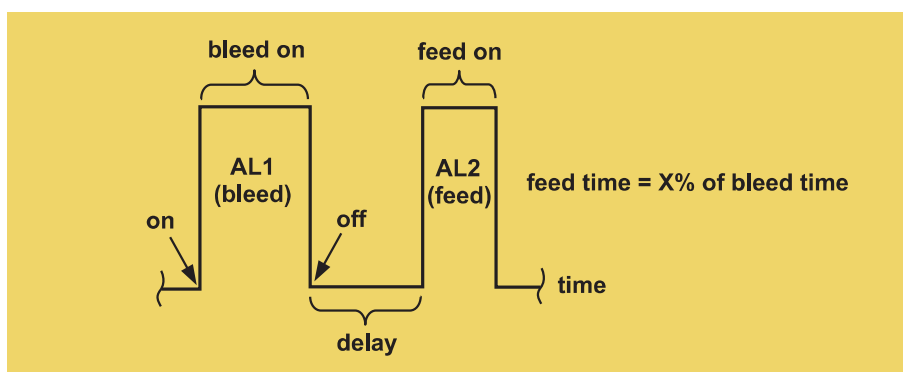 bleed on
feed on
AL1
(bleed)
AL2
(feed)
feed time = X% of bleed time
on
off
time
delay